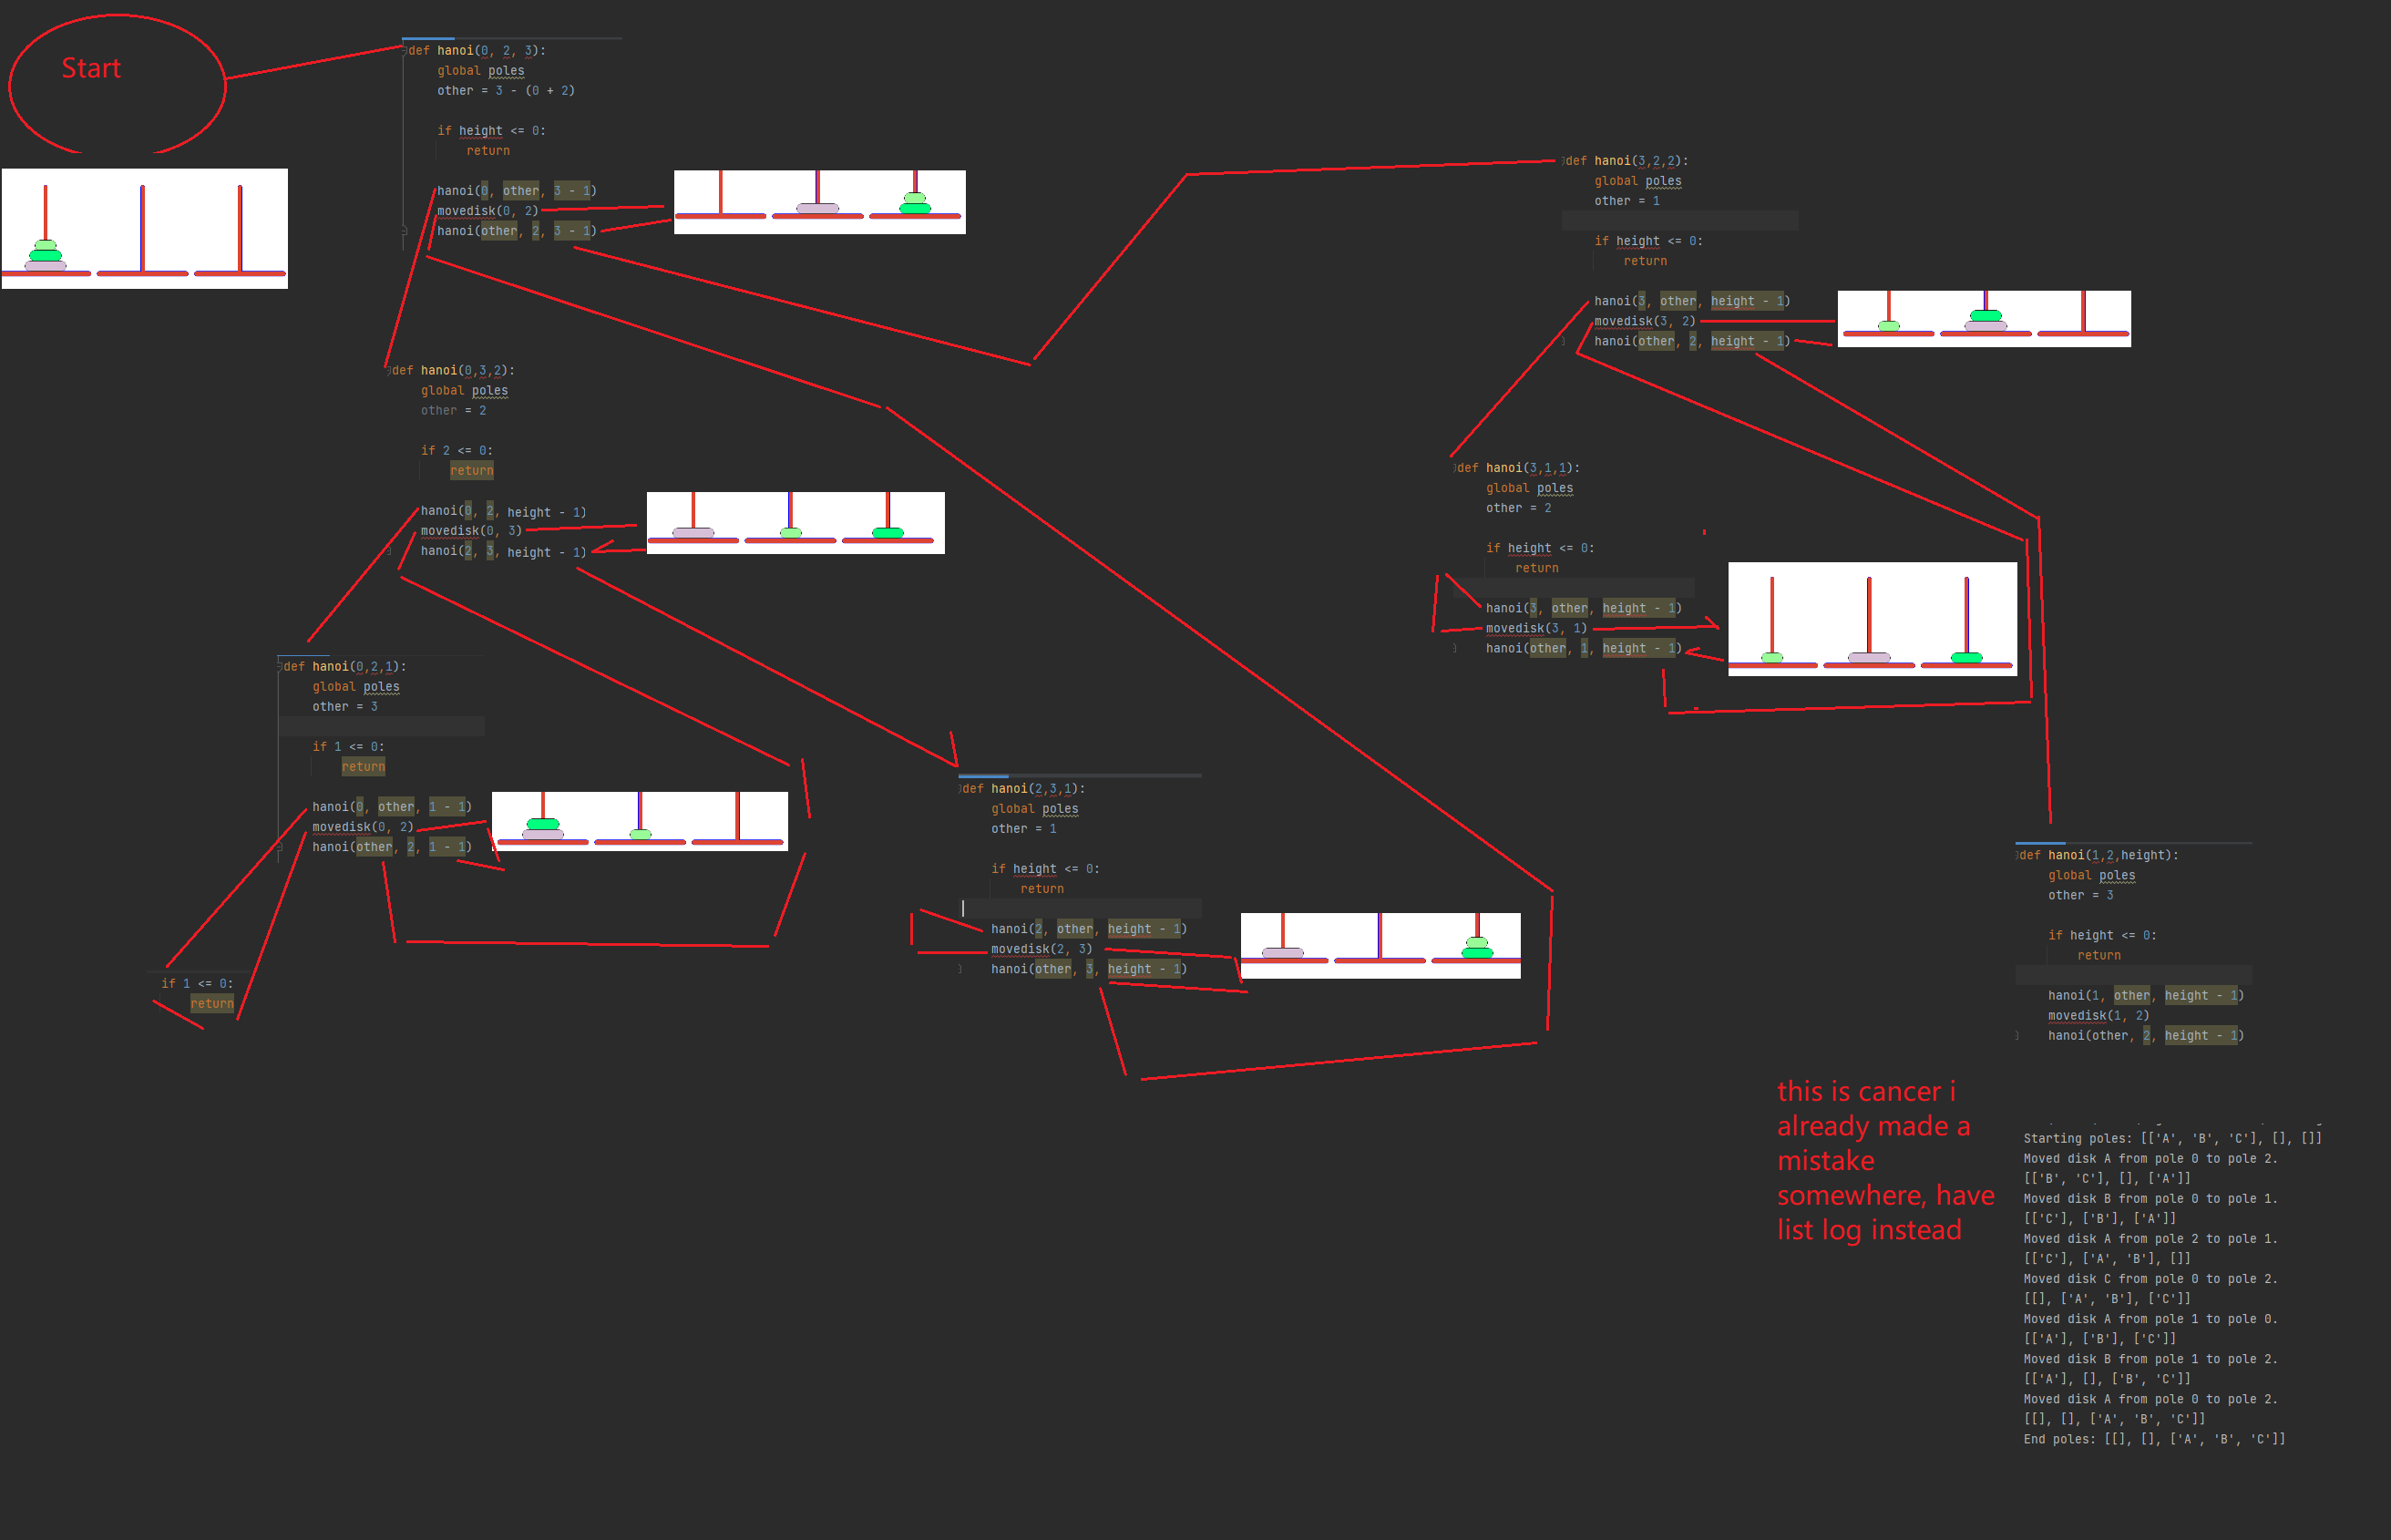 Start
def hanoi(0, 2, 3):
global poles
other = 3 - (0 + 2)
if height <= 0:
return
hanoi(0, other, 3 - 1)
movedisk(0, 2)
hanoi(other, 2, 3 - 1)
def hanoi(0,3,2):
global poles
other = 2
if 2 <= 0:
return
hanoi(0, 2, height - 1)
movedisk(0, 3)
hanoi(2, 3, height - 1)
def hanoi(0,2,1):
global poles
other = 3
if 1 <= 0:
return
hanoi(0, other, 1 - 1)
movedisk(0, 2)
hanoi(other, 2, 1 - 1)
if 1 <= 0:
return
def hanoi(2,3,1):
global poles
other = 1
if height <= 0:
return
hanoi(2, other, height - 1)
movedisk(2, 3)
hanoi(other, 3, height - 1)
def hanoi(3,2,2):
global poles
other = 1
if height <= 0:
return
hanoi(3, other, height - 1)
movedisk(3, 2)
hanoi(other, 2, height - 1)
def hanoi(3,1,1):
global poles
other = 2
if height <= 0:
return
hanoi(3, other, height - 1)
movedisk(3, 1)
hanoi(other, 1, height - 1)
def hanoi(1,2,height):
global poles
other = 3
if height <= 0:
return
hanoi(1, other, height - 1)
movedisk(1, 2)
hanoi(other, 2, height - 1)
this is cancer i
already made a
mistake
somewhere, have
list log instead
Starting poles: [['A', 'B', 'C'], [], []]
Moved disk A from pole 0 to pole 2.
[['B', 'C'], [], ['A']]
Moved disk B from pole 0 to pole 1.
[['C'], ['B'], ['A']]
Moved disk A from pole 2 to pole 1.
[['C'], ['A', 'B'], []]
Moved disk C from pole 0 to pole 2.
[[], ['A', 'B'], ['C']]
Moved disk A from pole 1 to pole 0.
[['A'], ['B'], ['C']]
Moved disk B from pole 1 to pole 2.
[['A'], [], ['B', 'C']]
Moved disk A from pole 0 to pole 2.
[[], [], ['A', 'B', 'C']]
End poles: [[], [], ['A', 'B', 'C']]